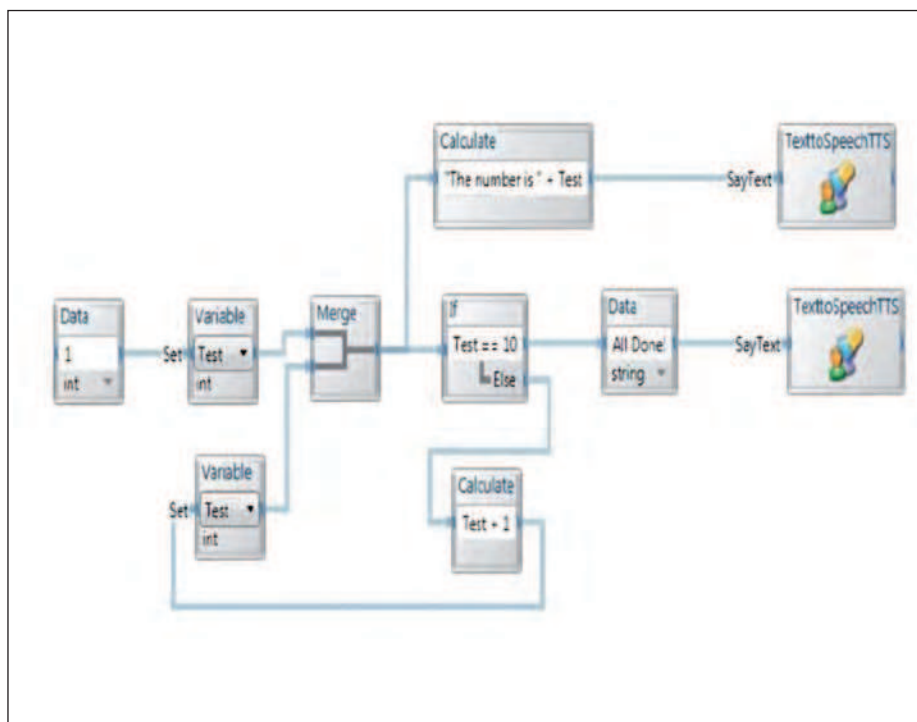 Calculate
"The number is " + Test
SayText
TexttoSpeechTTS
Data
1
int
Set
Variable
Test
int
Merge
If
Test == 10
Else
Data
All Done!
string
SayText
TexttoSpeechTTS
Set
Variable
Test
int
Calculate
Test + 1